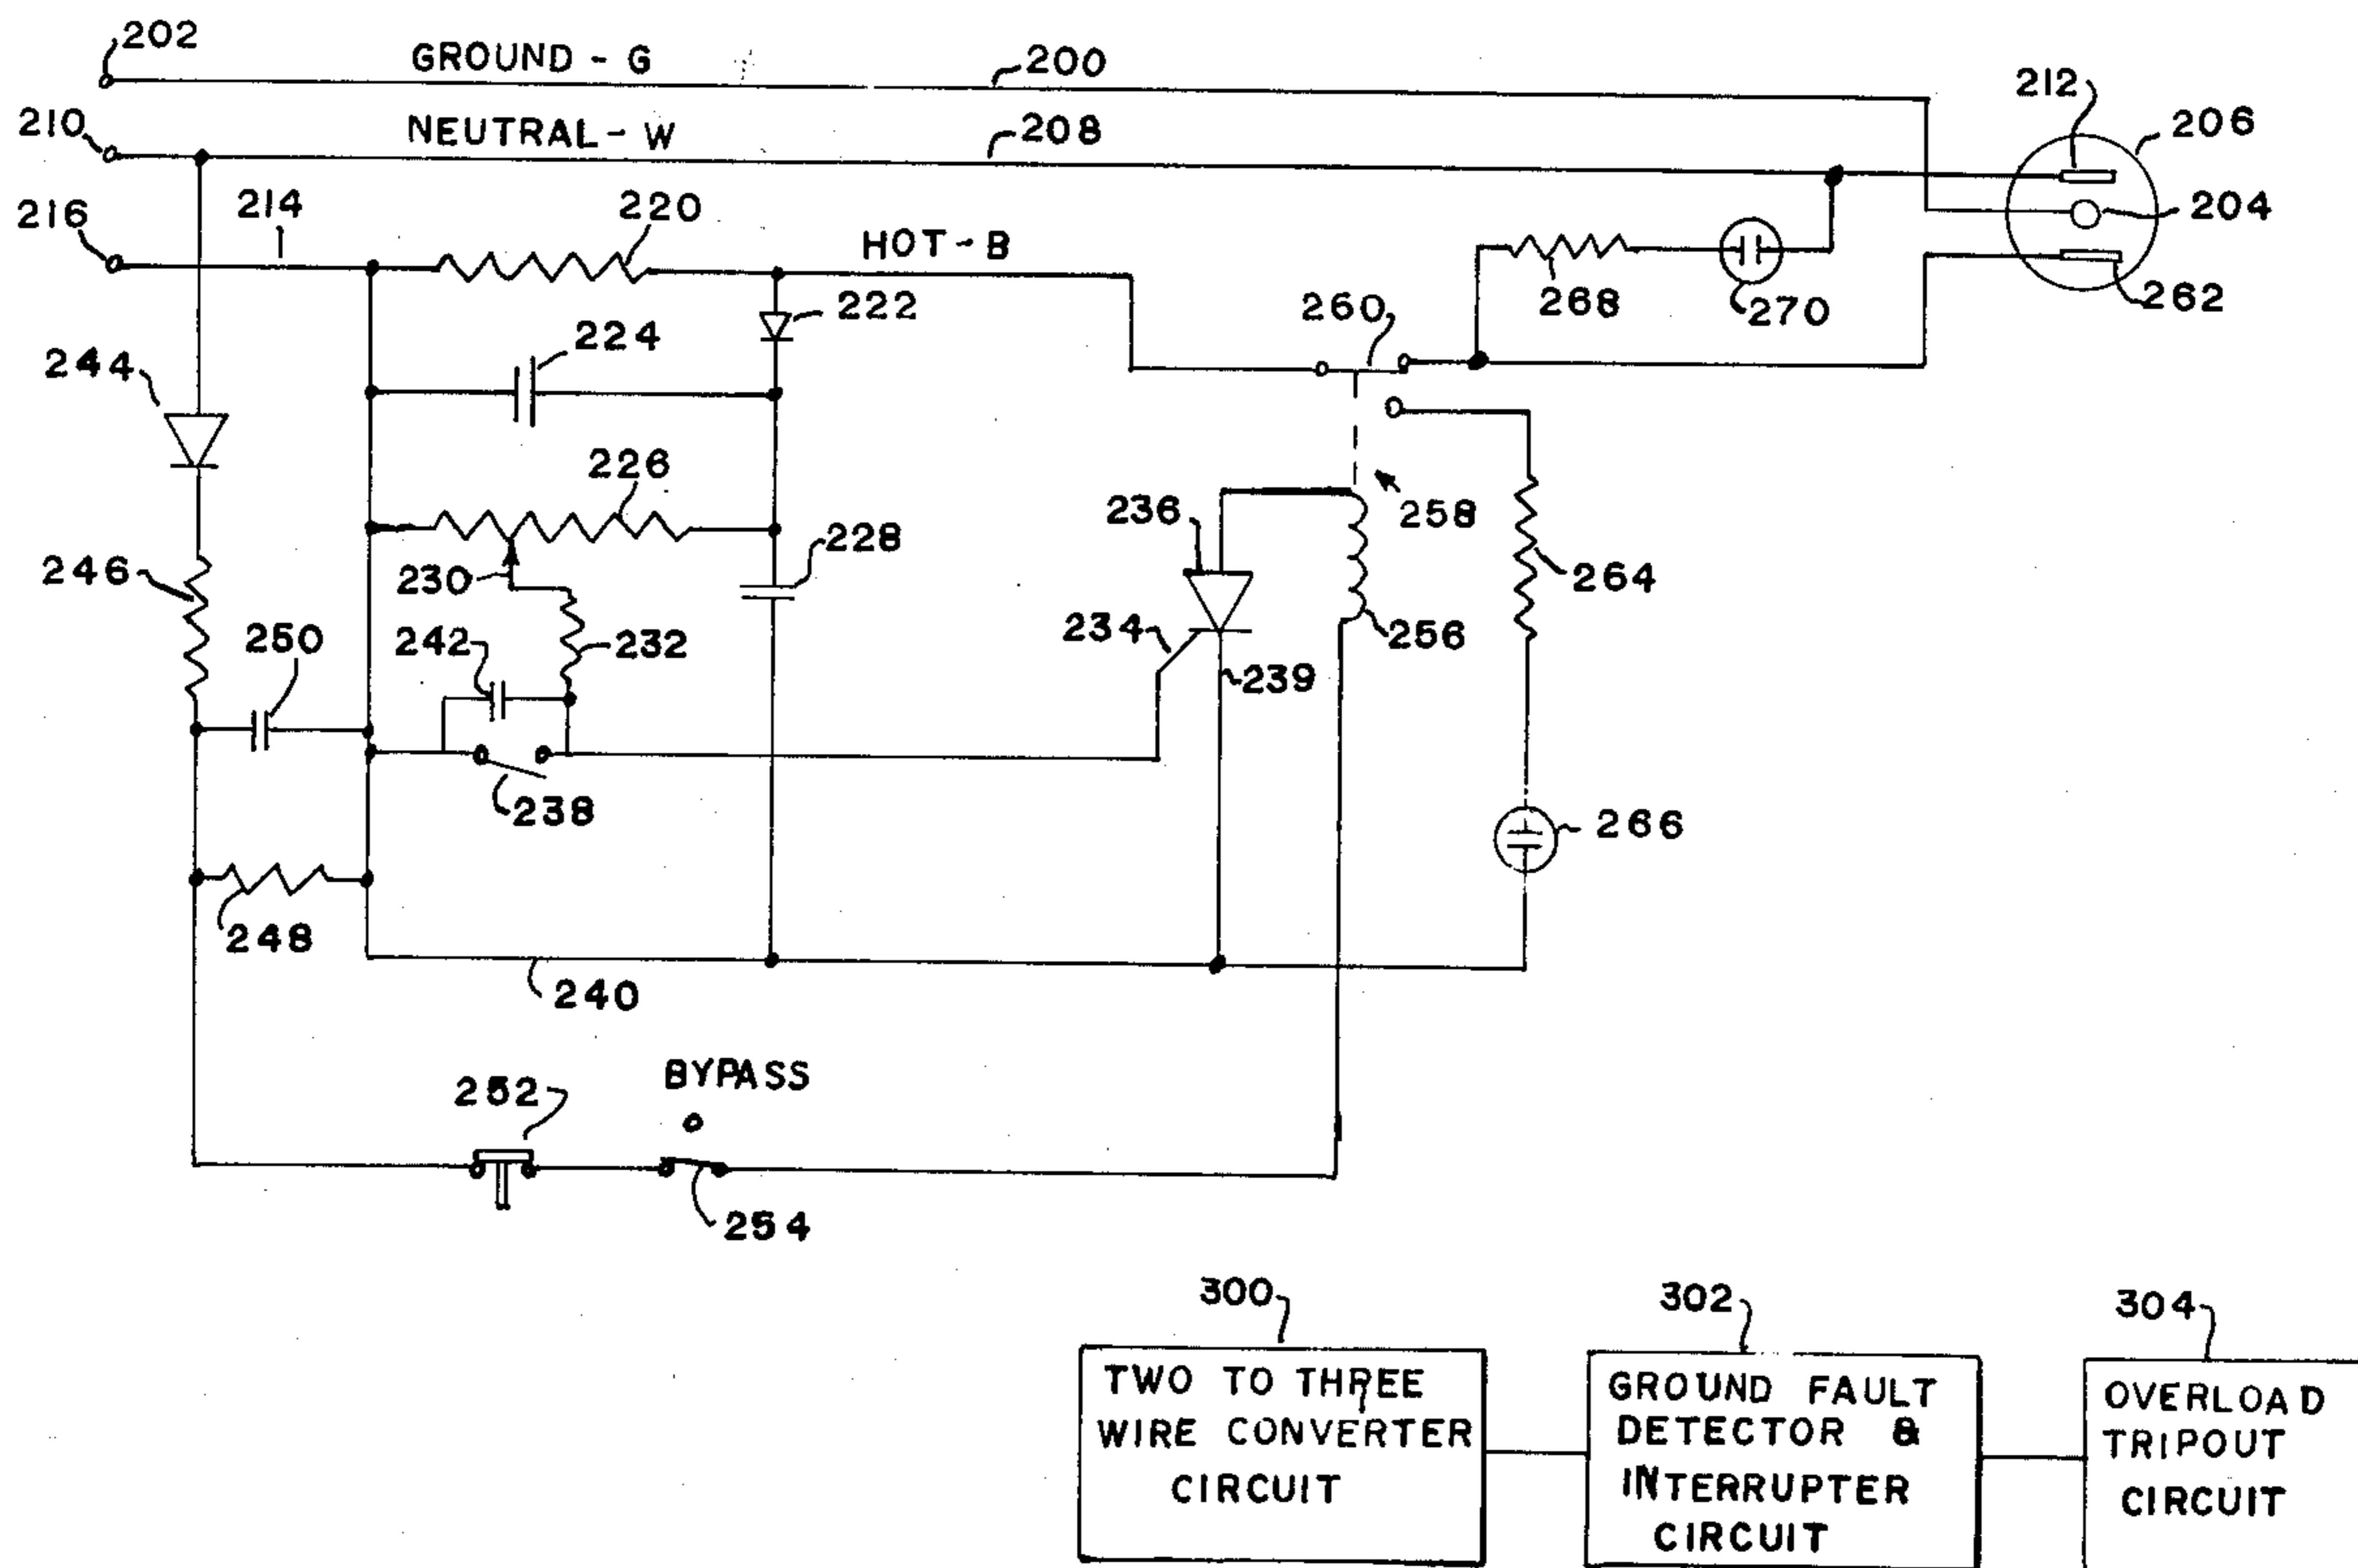 202
GROUND - G
200
212
206
210
NEUTRAL - W
208
216
214
220
HOT - B
204
262
268
270
222
260
224
244
226
236
258
228
230
246
264
234
256
250
242
232
239
238
266
248
240
252
BYPASS
254
300
302
304
TWO TO THREE
WIRE CONVERTER
CIRCUIT
GROUND FAULT
DETECTOR &
INTERRUPTER
CIRCUIT
OVERLOAD
TRIPOUT
CIRCUIT